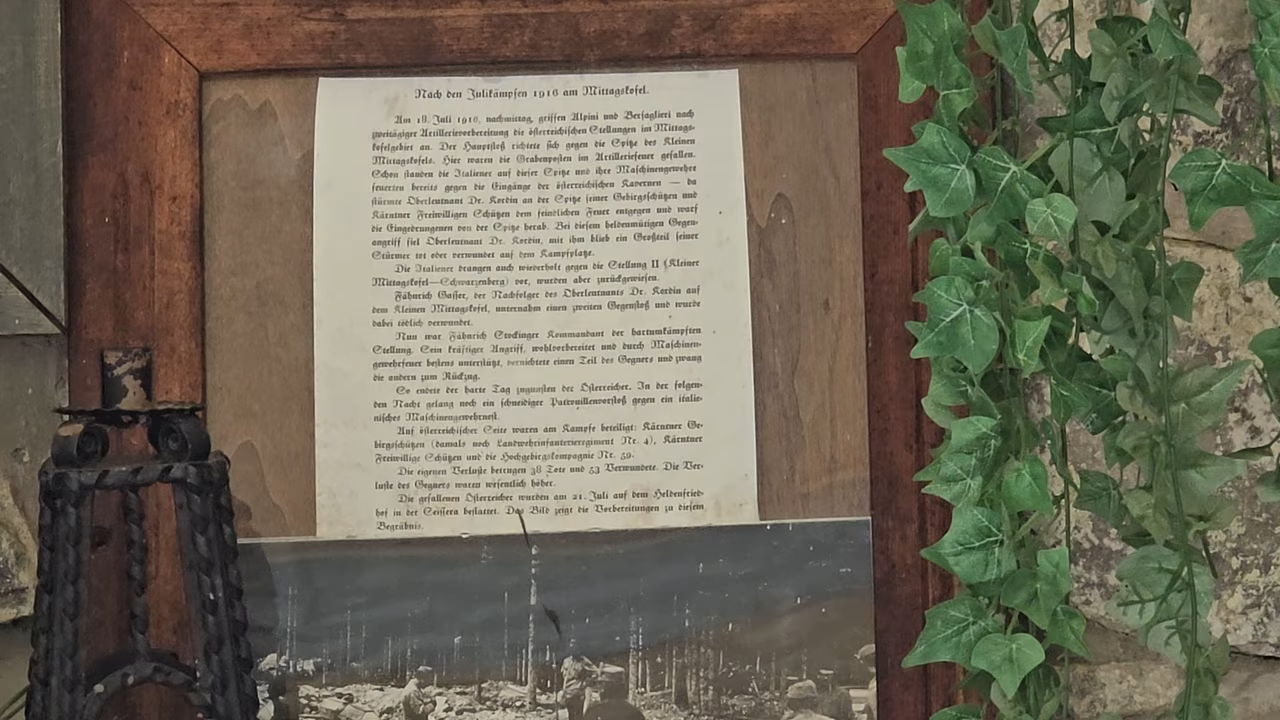 Nach den Julikämpfen 1916 am Mittagskofel.
Am 18. Juli 1916, nachmittag, griffen Alpini und Bersaglieri nach
zweitägiger Artillerievorbereitung die österreichischen Stellungen im Mittags-
kofelgebiet an. Der Hauptstoß richtete sich gegen die Spitze des Kleinen
Mittagskofels. Hier waren die Grabenposten im Artilleriefeuer gefallen.
Schon standen die Italiener auf dieser Spitze und ihre Maschinengewehre
feuerten bereits gegen die Eingänge der österreichischen Kavernen — da
stürmte Oberleutnant Dr. Kordin an der Spitze seiner Gebirgsschützen und
Kärntner Freiwilligen Schützen dem feindlichen Feuer entgegen und warf
die Eingedrungenen von der Spitze herab. Bei diesem heldenmütigen Gegen-
angriff fiel Oberleutnant Dr. Kordin, mit ihm blieb ein Großteil seiner
Stürmer tot oder verwundet auf dem Kampfplatze.
Die Italiener drangen auch wiederholt gegen die Stellung II (Kleiner
Mittagskofel—Schwarzenberg) vor, wurden aber zurückgewiesen.
Fähnrich Gasser, der Nachfolger des Oberleutnants Dr. Kordin auf
dem Kleinen Mittagskofel, unternahm einen zweiten Gegenstoß und wurde
dabei tödlich verwundet.
Nun war Fähnrich Stockinger Kommandant der hartumkämpften
Stellung. Sein kräftiger Angriff, wohlvorbereitet und durch Maschinen-
gewehrfeuer bestens unterstützt, vernichtete einen Teil des Gegners und zwang
die andern zum Rückzug.
So endete der harte Tag zugunsten der Österreicher. In der folgen-
den Nacht gelang noch ein schneidiger Patrouillenvorstoß gegen ein italie-
nisches Maschinengewehrnest.
Auf österreichischer Seite waren am Kampfe beteiligt: Kärntner Ge-
birgsschützen (damals noch Landwehrinfanterieregiment Nr. 4), Kärntner
Freiwillige Schützen und die Hochgebirgskompagnie Nr. 59.
Die eigenen Verluste betrugen 38 Tote und 53 Verwundete. Die Ver-
luste des Gegners waren wesentlich höher.
Die gefallenen Österreicher wurden am 21. Juli auf dem Heldenfried-
hof in der Seissera bestattet. Das Bild zeigt die Vorbereitungen zu diesem
Begräbnis.